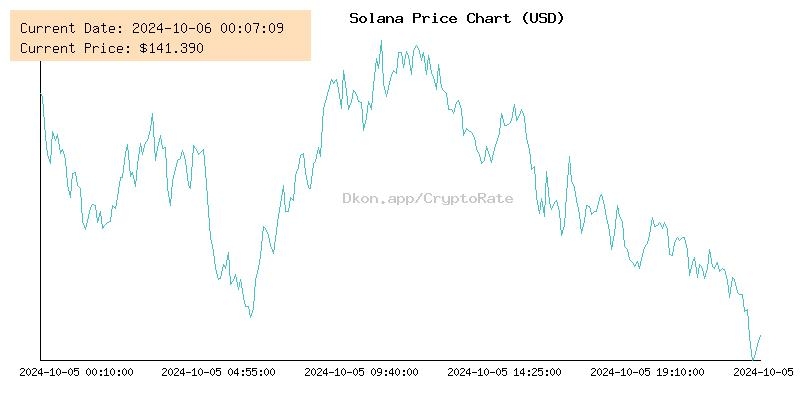 Solana Price Chart (USD)
Current Date: 2024-10-06 00:07:09
Current Price: $141.390
Dkon.app/CryptoRate
2024-10-05 00:10:00 2024-10-05 04:55:00 2024-10-05 09:40:00 2024-10-05 14:25:00 2024-10-05 19:10:00 2024-10-05